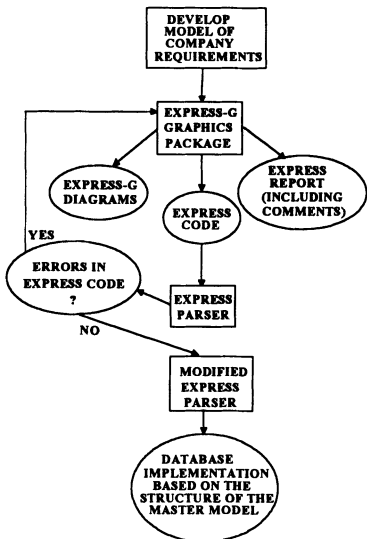 DEVELOP
MODEL OF
COMPANY
REQUIREMENTS
EXPRESS-G
GRAPHICS
PACKAGE
EXPRESS-G
DIAGRAMS
EXPRESS
CODE
EXPRESS
REPORT
(INCLUDING
COMMENTS)
YES
ERRORS IN
EXPRESS CODE
?
EXPRESS
PARSER
NO
MODIFIED
EXPRESS
PARSER
DATABASE
IMPLEMENTATION
BASED ON THE
STRUCTURE OF THE
MASTER MODEL